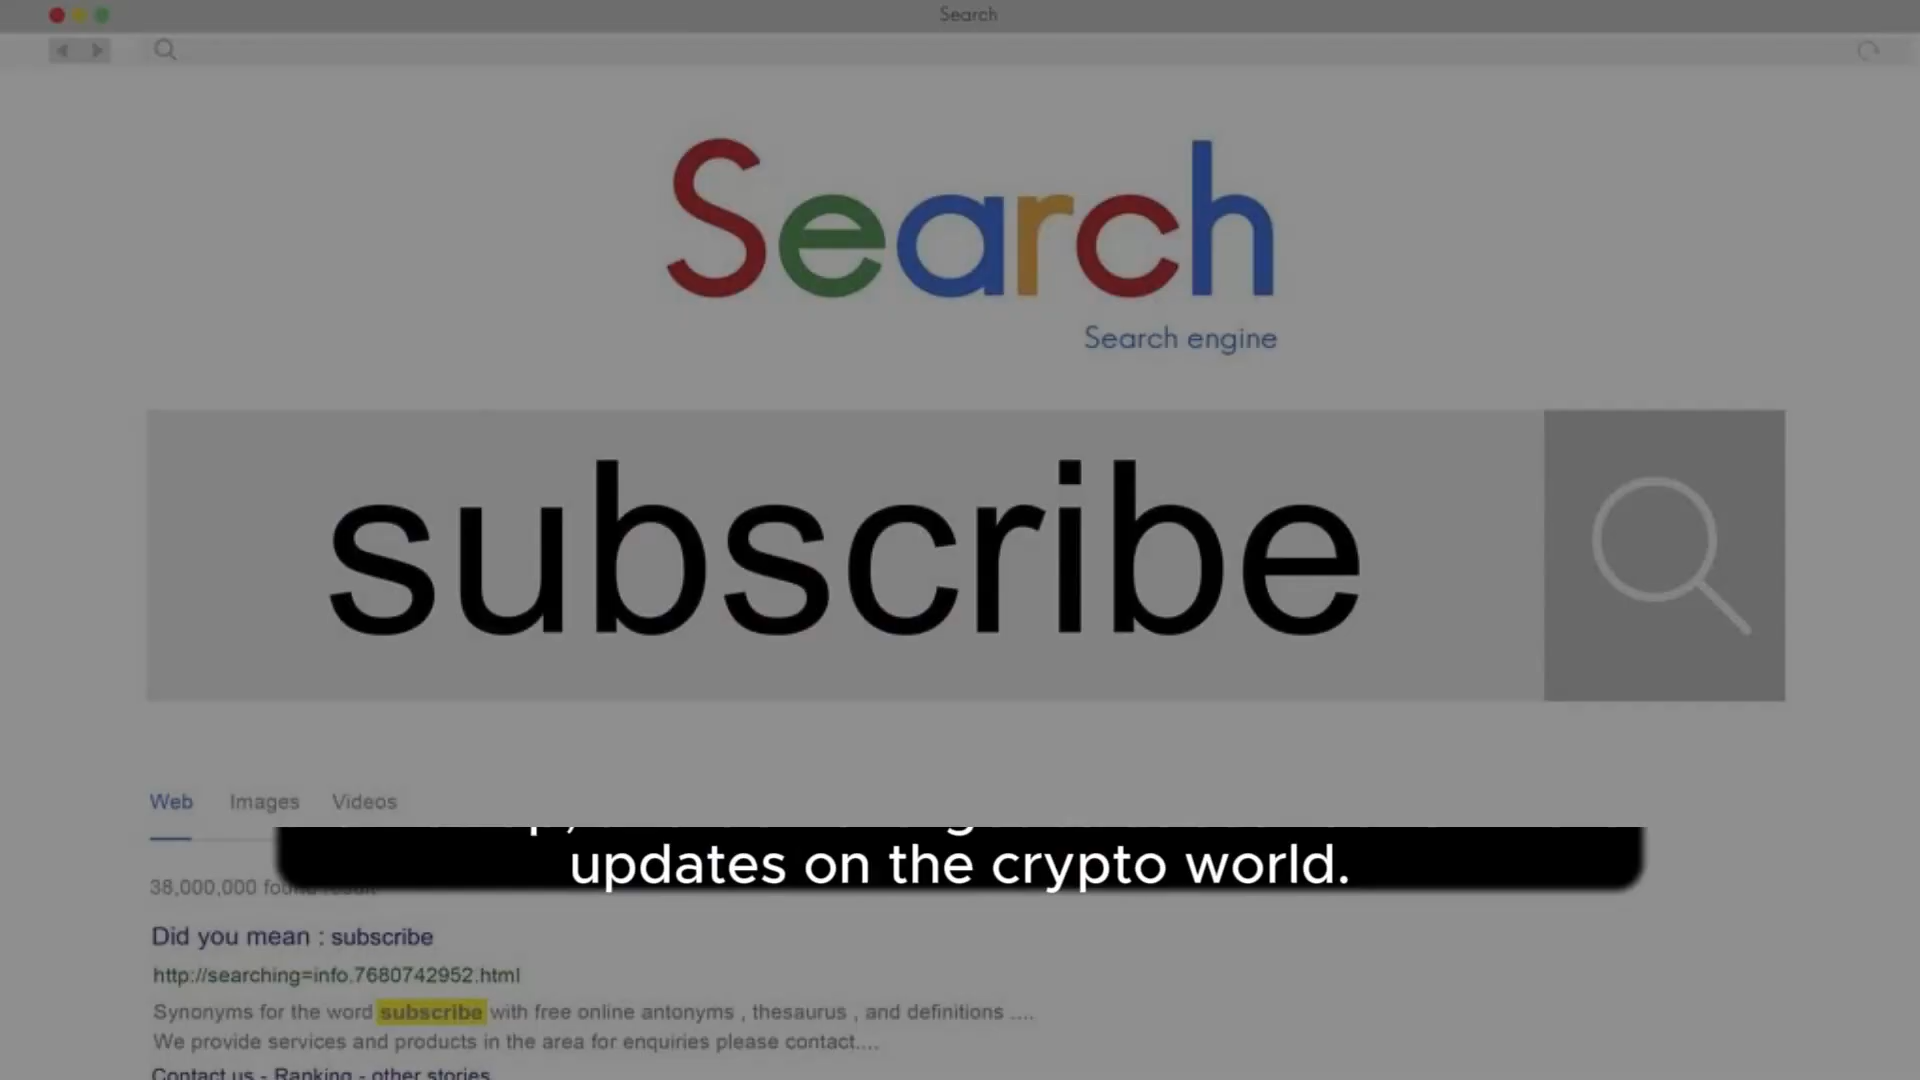 Search
Search
Search engine
subscribe
Web Images Videos
updates on the crypto world.
38,000,000 found result
Did you mean : subscribe
http://searching=info.7680742952.html
Synonyms for the word subscribe with free online antonyms , thesaurus , and definitions ....
We provide services and products in the area for enquiries please contact....
Contact us - Ranking - other stories